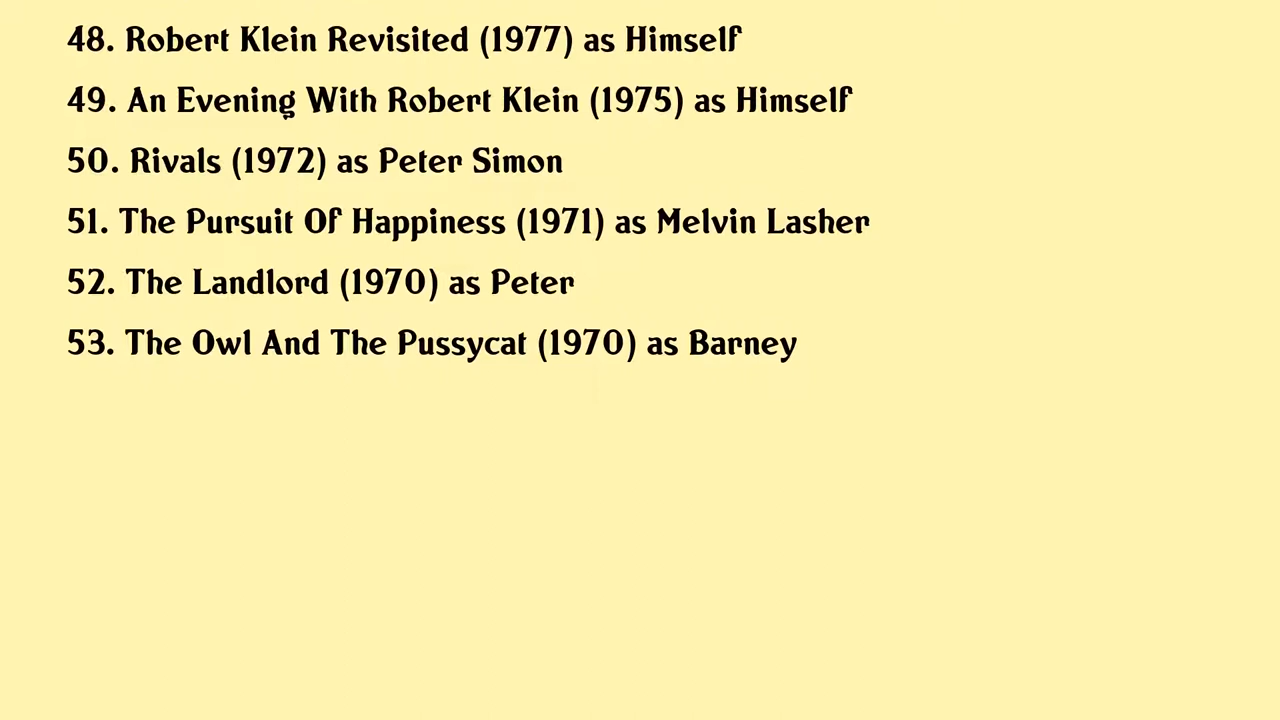 48. Robert Klein Revisited (1977) as Himself
49. An Evening With Robert Klein (1975) as Himself
50. Rivals (1972) as Peter Simon
51. The Pursuit Of Happiness (1971) as Melvin Lasher
52. The Landlord (1970) as Peter
53. The Owl And The Pussycat (1970) as Barney